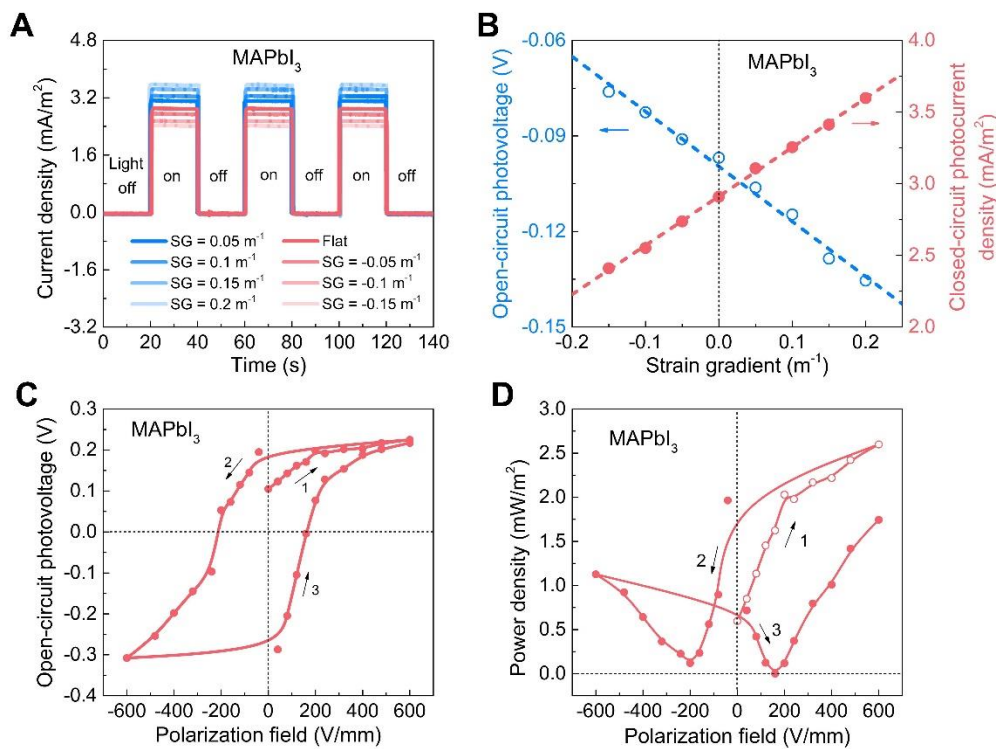 A
MAPbI₃
Current density (mA/m²)
4.8
3.2
1.6
0.0
-1.6
-3.2
Light
off
on
off
on
off
on
off
SG = 0.05 m⁻¹
SG = 0.1 m⁻¹
SG = 0.15 m⁻¹
SG = 0.2 m⁻¹
Flat
SG = -0.05 m⁻¹
SG = -0.1 m⁻¹
SG = -0.15 m⁻¹
0 20 40 60 80 100 120 140
Time (s)
B
MAPbI₃
Open-circuit photovoltage (V)
-0.06
-0.09
-0.12
-0.15
Closed-circuit photocurrent
density (mA/m²)
4.0
3.5
3.0
2.5
2.0
-0.2 -0.1 0.0 0.1 0.2
Strain gradient (m⁻¹)
C
MAPbI₃
Open-circuit photovoltage (V)
0.3
0.2
0.1
0.0
-0.1
-0.2
-0.3
-0.4
2
1
3
-600 -400 -200 0 200 400 600
Polarization field (V/mm)
D
MAPbI₃
Power density (mW/m²)
3.0
2.5
2.0
1.5
1.0
0.5
0.0
2
1
3
-600 -400 -200 0 200 400 600
Polarization field (V/mm)